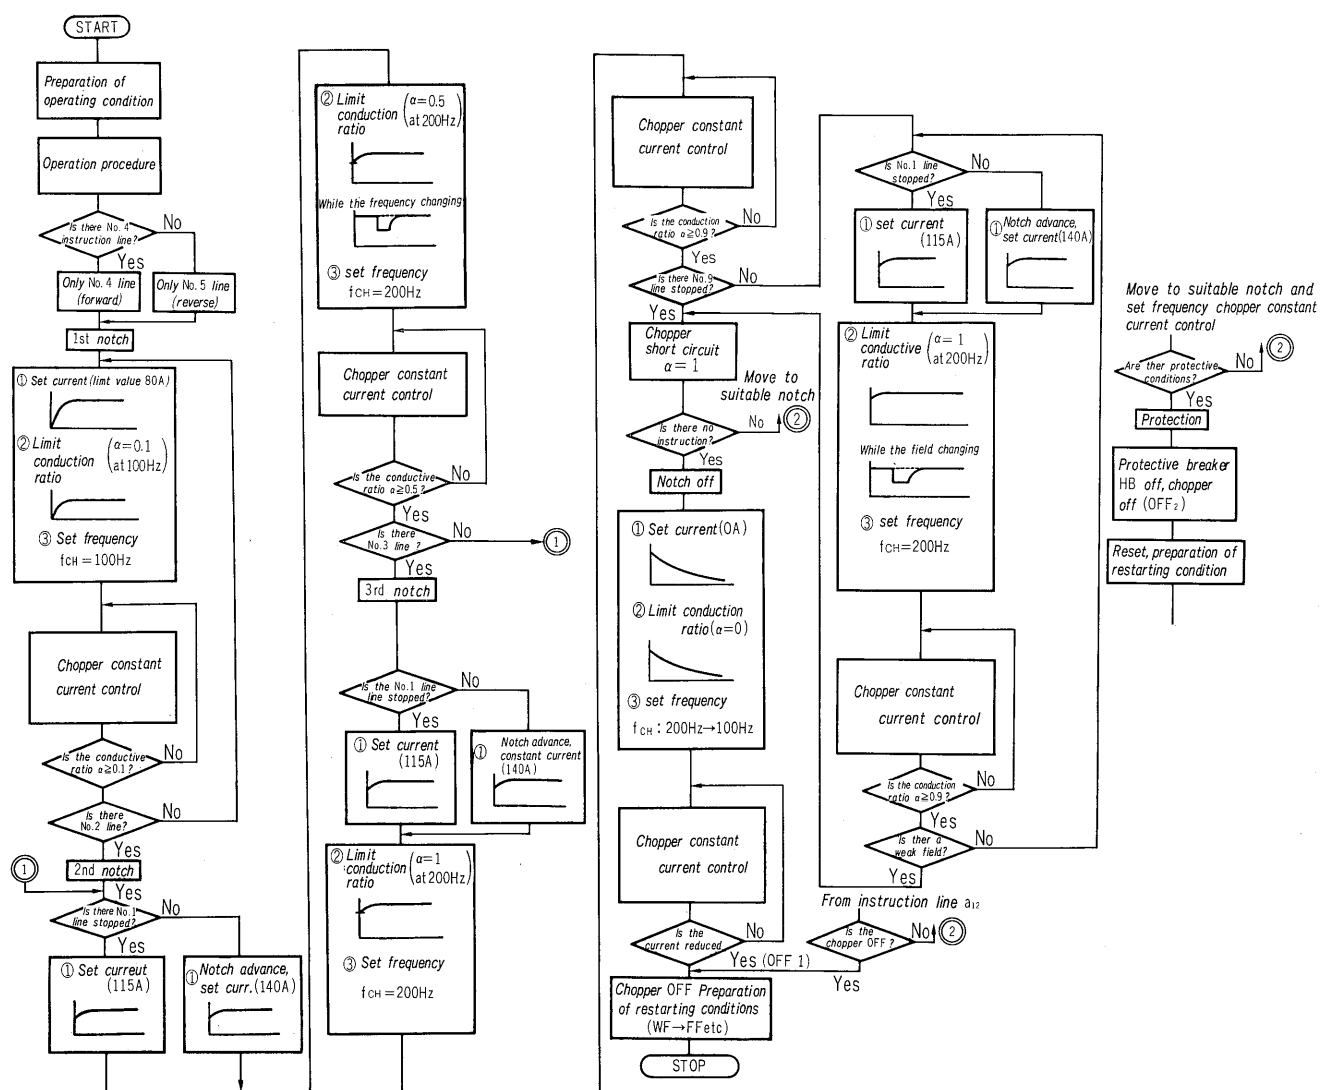 START
Preparation of
operating condition
Operation procedure
Is there No. 4
instruction line?
No
Yes
Only No. 4 line
(forward)
Only No. 5 line
(reverse)
1st notch
① Set current (limt value 80A)
② Limit
conduction
ratio
(α=0.1
at 100Hz)
③ Set frequency
fCH=100Hz
Chopper constant
current control
Is the conductive
ratio α≧0.1?
No
Yes
Is there
No.2 line?
No
Yes
2nd notch
①
Yes
Is there No.1
line stopped?
No
Yes
① Set curreut
(115A)
① Notch advance,
set curr. (140A)
② Limit
conduction
ratio
(α=0.5
at 200Hz)
While the frequency changing
③ set frequency
fCH=200Hz
Chopper constant
current control
Is the conductive
ratio α≧0.5?
No
Yes
Is there
No.3 line ?
No
①
Yes
3rd notch
Is the No.1 line
line stopped?
No
Yes
① Set current
(115A)
① Notch advance,
constant current
(140A)
② Limit
conduction
ratio
(α=1
at 200Hz)
③ Set frequency
fCH=200Hz
Chopper constant
current control
Is the conduction
ratio α≧0.9?
No
Yes
Is there No.9
line stopped?
No
Yes
Chopper
short circuit
α=1
Move to
suitable notch
Is there no
instruction?
No
②
Yes
Notch off
① Set current (0A)
② Limit conduction
ratio (α=0)
③ set frequency
fCH : 200Hz→100Hz
Chopper constant
current control
Is the
current reduced
No
Yes (OFF 1)
Chopper OFF Preparation
of restarting conditions
(WF→FFetc)
STOP
Is No.1 line
stopped?
No
Yes
① set current
(115A)
① Notch advance,
set current (140A)
② Limit
conductive
ratio
(α=1
at 200Hz)
While the field changing
③ set frequency
fCH=200Hz
Chopper constant
current control
Is the conduction
ratio α≧0.9?
No
Yes
Is ther a
weak field?
No
Yes
From instruction line a12
Is the
chopper OFF ?
No
②
Yes
Move to suitable notch and
set frequency chopper constant
current control
Are ther protective
conditions?
No
②
Yes
Protection
Protective breaker
HB off, chopper
off (OFF2)
Reset, preparation of
restarting condition